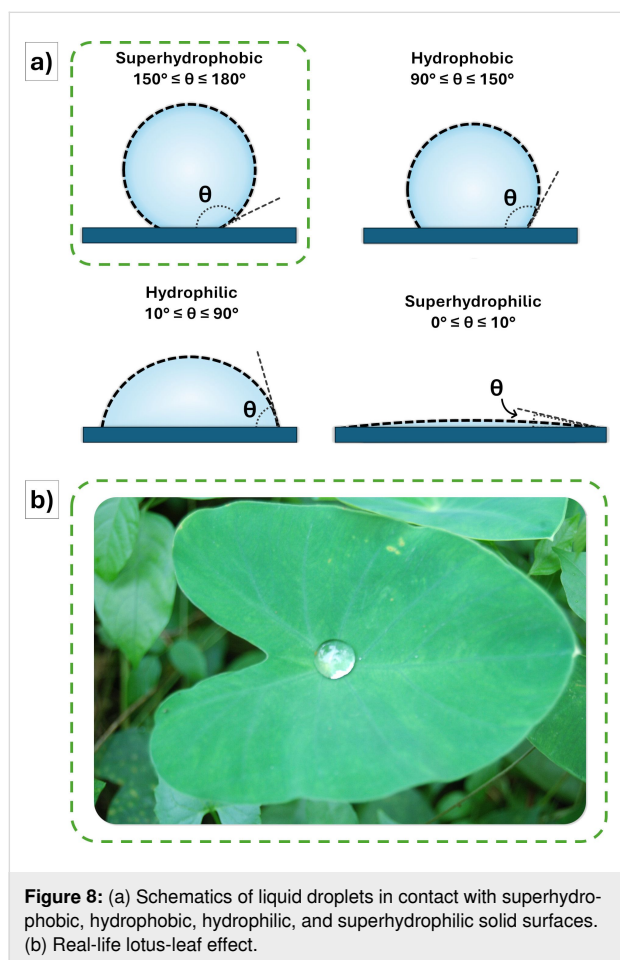 a)
Superhydrophobic
150° ≤ θ ≤ 180°
θ
Hydrophobic
90° ≤ θ ≤ 150°
θ
Hydrophilic
10° ≤ θ ≤ 90°
θ
Superhydrophilic
0° ≤ θ ≤ 10°
θ
b)
Figure 8: (a) Schematics of liquid droplets in contact with superhydro-
phobic, hydrophobic, hydrophilic, and superhydrophilic solid surfaces.
(b) Real-life lotus-leaf effect.